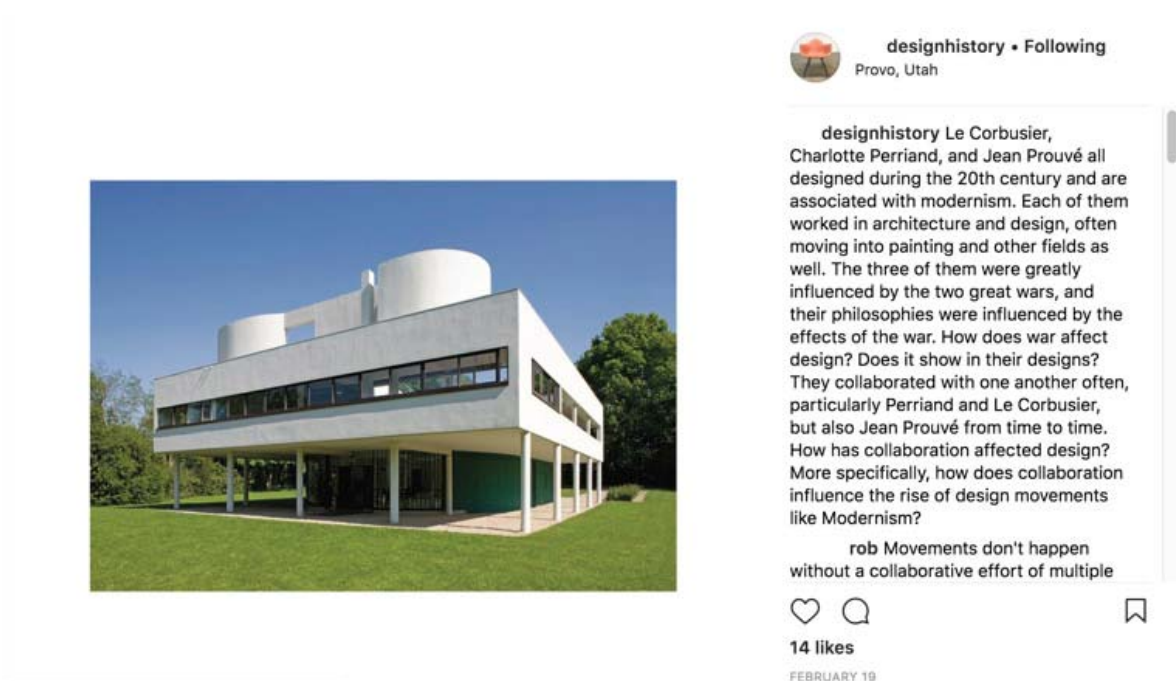 designhistory • Following
Provo, Utah
designhistory Le Corbusier,
Charlotte Perriand, and Jean Prouvé all
designed during the 20th century and are
associated with modernism. Each of them
worked in architecture and design, often
moving into painting and other fields as
well. The three of them were greatly
influenced by the two great wars, and
their philosophies were influenced by the
effects of the war. How does war affect
design? Does it show in their designs?
They collaborated with one another often,
particularly Perriand and Le Corbusier,
but also Jean Prouvé from time to time.
How has collaboration affected design?
More specifically, how does collaboration
influence the rise of design movements
like Modernism?
rob Movements don't happen
without a collaborative effort of multiple
14 likes
FEBRUARY 19